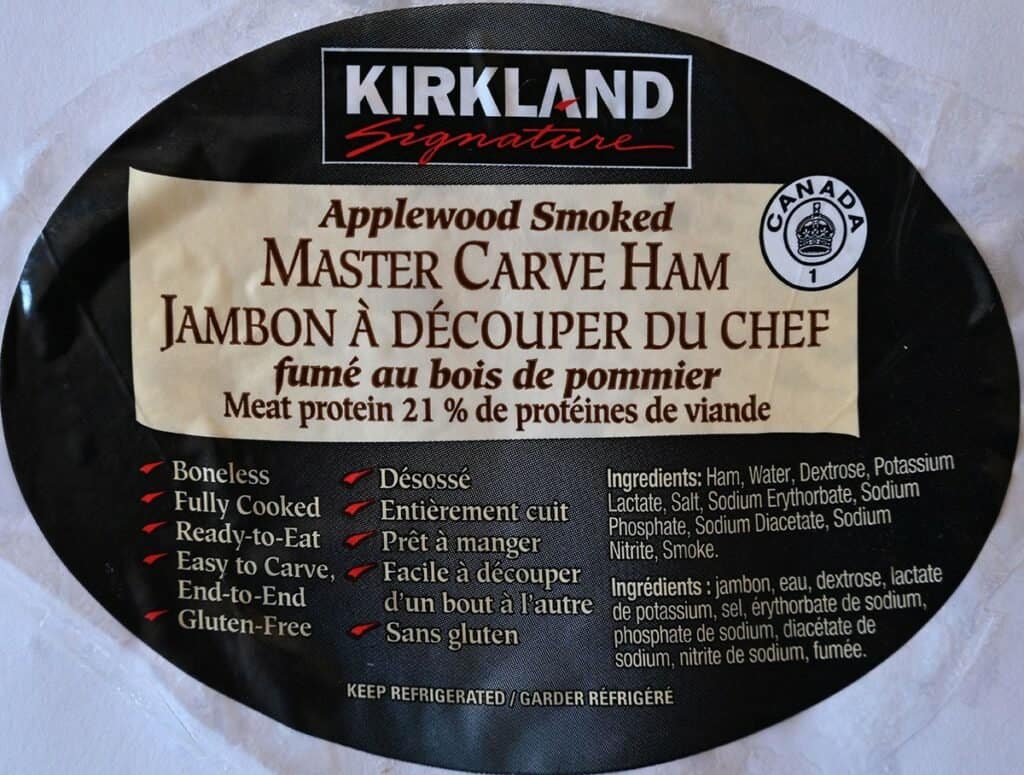 KIRKLAND
Signature
Applewood Smoked
MASTER CARVE HAM
JAMBON À DÉCOUPER DU CHEF
fumé au bois de pommier
Meat protein 21 % de protéines de viande
CANADA
1
Boneless
Fully Cooked
Ready-to-Eat
Easy to Carve,
End-to-End
Gluten-Free
Désossé
Entièrement cuit
Prêt à manger
Facile à découper
d'un bout à l'autre
Sans gluten
Ingredients: Ham, Water, Dextrose, Potassium
Lactate, Salt, Sodium Erythorbate, Sodium
Phosphate, Sodium Diacetate, Sodium
Nitrite, Smoke.
Ingrédients : jambon, eau, dextrose, lactate
de potassium, sel, érythorbate de sodium,
phosphate de sodium, diacétate de
sodium, nitrite de sodium, fumée.
KEEP REFRIGERATED / GARDER RÉFRIGÉRÉ